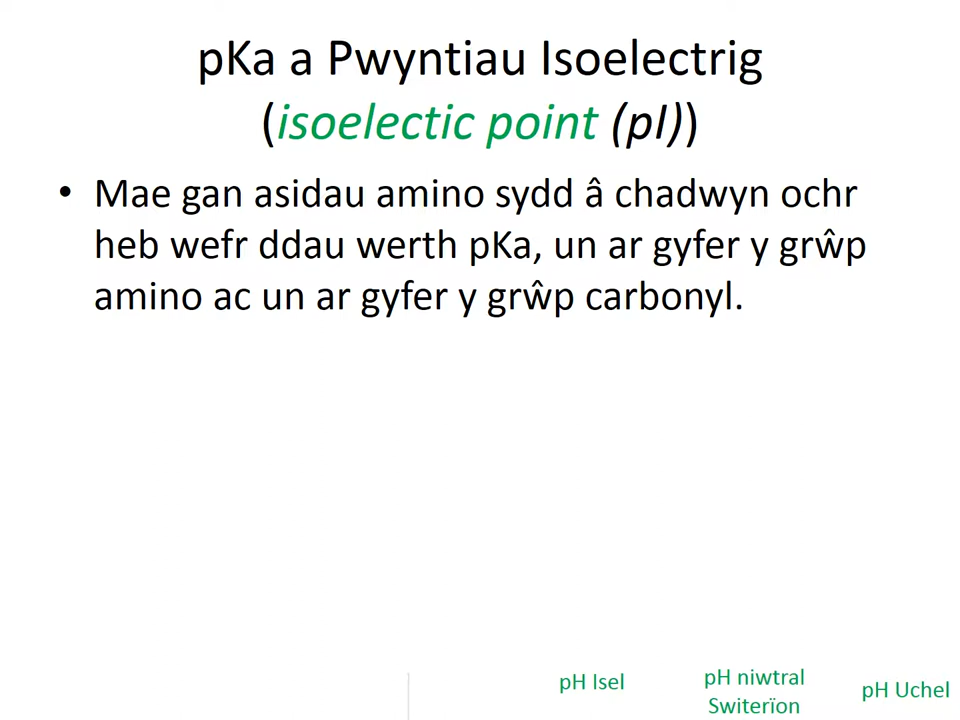 pKa a Pwyntiau Isoelectrig
(isoelectic point (pI))
• Mae gan asidau amino sydd â chadwyn ochr
heb wefr ddau werth pKa, un ar gyfer y grŵp
amino ac un ar gyfer y grŵp carbonyl.
pH Isel
pH niwtral
Switerïon
pH Uchel